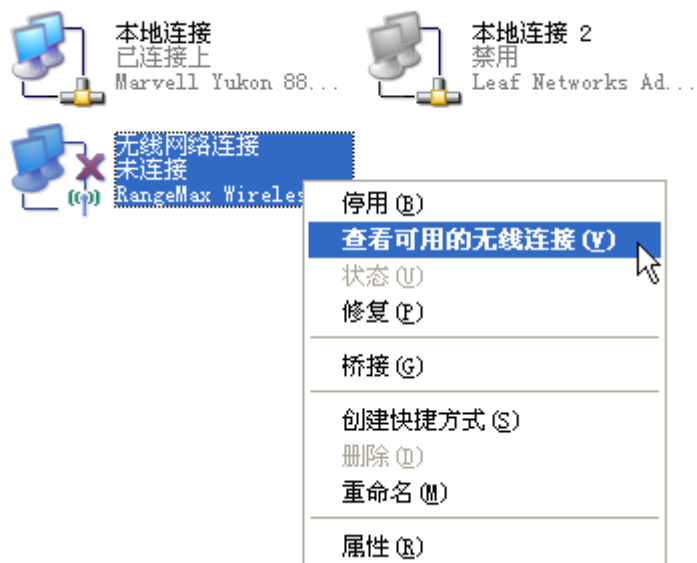 本地连接
已连接上
Marvell Yukon 88...
本地连接 2
禁用
Leaf Networks Ad...
无线网络连接
未连接
RangeMax Wireles
停用(B)
查看可用的无线连接(V)
状态(U)
修复(P)
桥接(G)
创建快捷方式(S)
删除(D)
重命名(M)
属性(R)